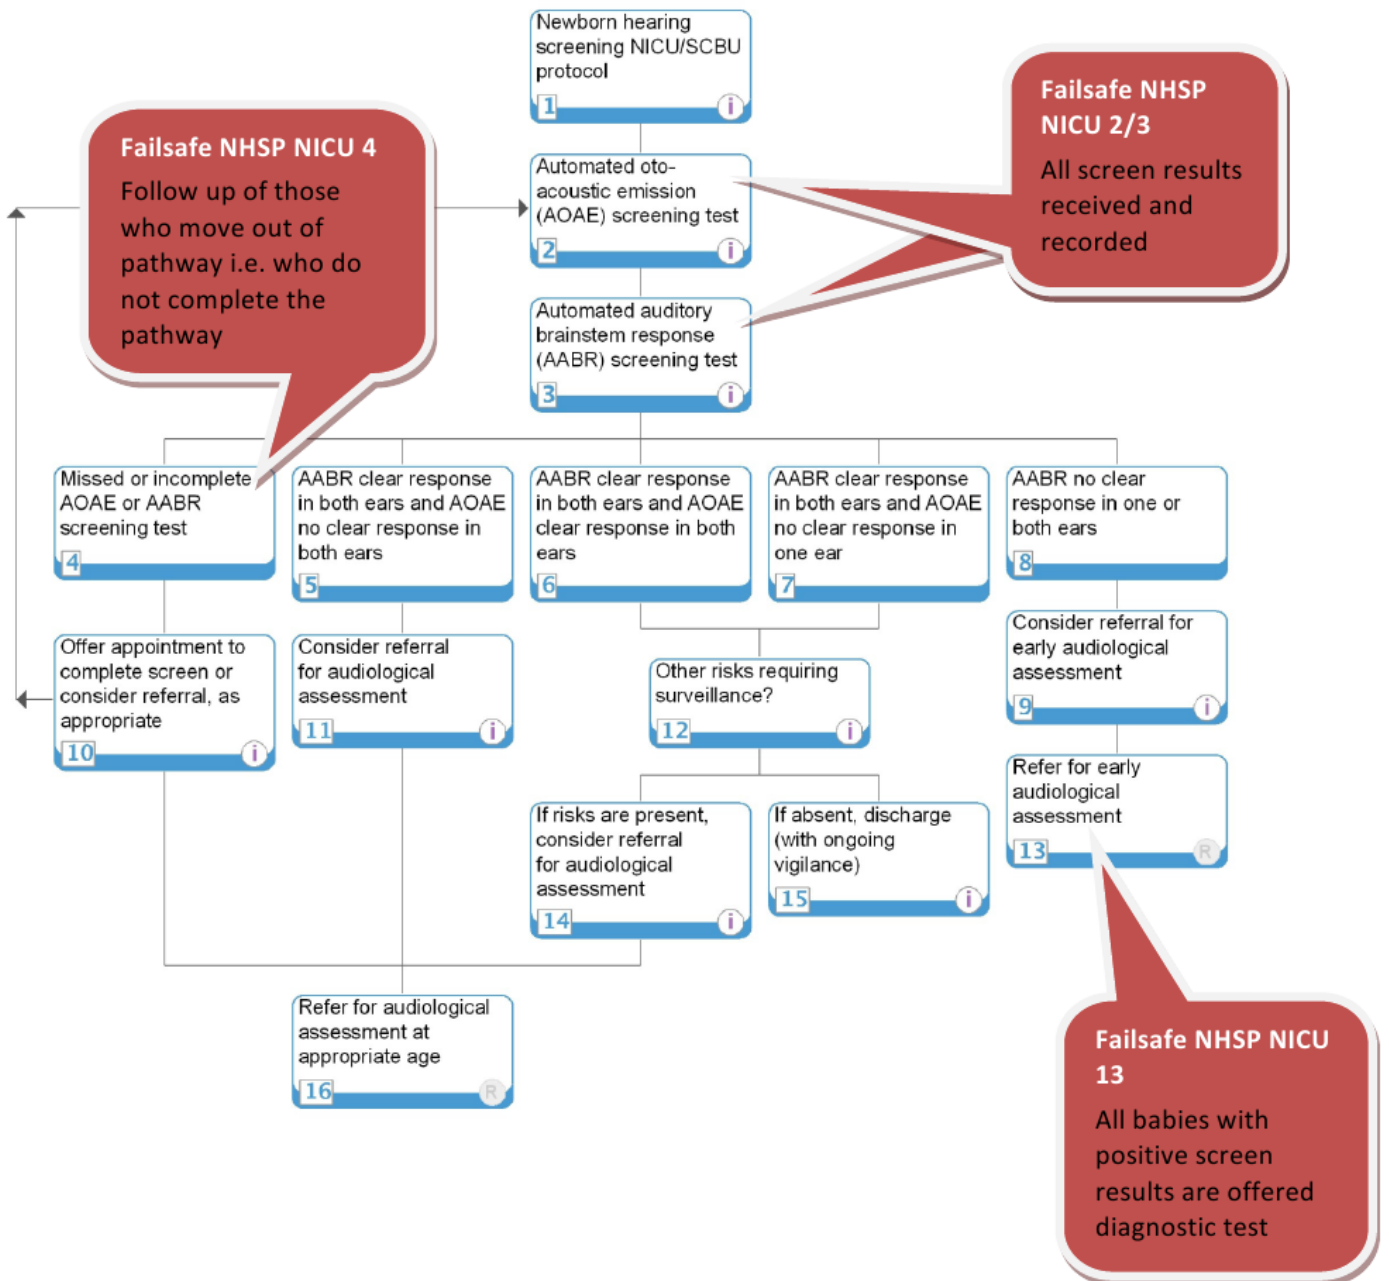 Newborn hearing
screening NICU/SCBU
protocol
1
i
Failsafe NHSP
NICU 2/3
All screen results
received and
recorded
Failsafe NHSP NICU 4
Follow up of those
who move out of
pathway i.e. who do
not complete the
pathway
Automated oto-
acoustic emission
(AOAE) screening test
2
i
Automated auditory
brainstem response
(AABR) screening test
3
i
Missed or incomplete
AOAE or AABR
screening test
4
AABR clear response
in both ears and AOAE
no clear response in
both ears
5
AABR clear response
in both ears and AOAE
clear response in both
ears
6
AABR clear response
in both ears and AOAE
no clear response in
one ear
7
AABR no clear
response in one or
both ears
8
Offer appointment to
complete screen or
consider referral, as
appropriate
10
i
Consider referral
for audiological
assessment
11
i
Other risks requiring
surveillance?
12
i
Consider referral for
early audiological
assessment
9
i
If risks are present,
consider referral
for audiological
assessment
14
i
If absent, discharge
(with ongoing
vigilance)
15
i
Refer for early
audiological
assessment
13
R
Refer for audiological
assessment at
appropriate age
16
R
Failsafe NHSP NICU
13
All babies with
positive screen
results are offered
diagnostic test